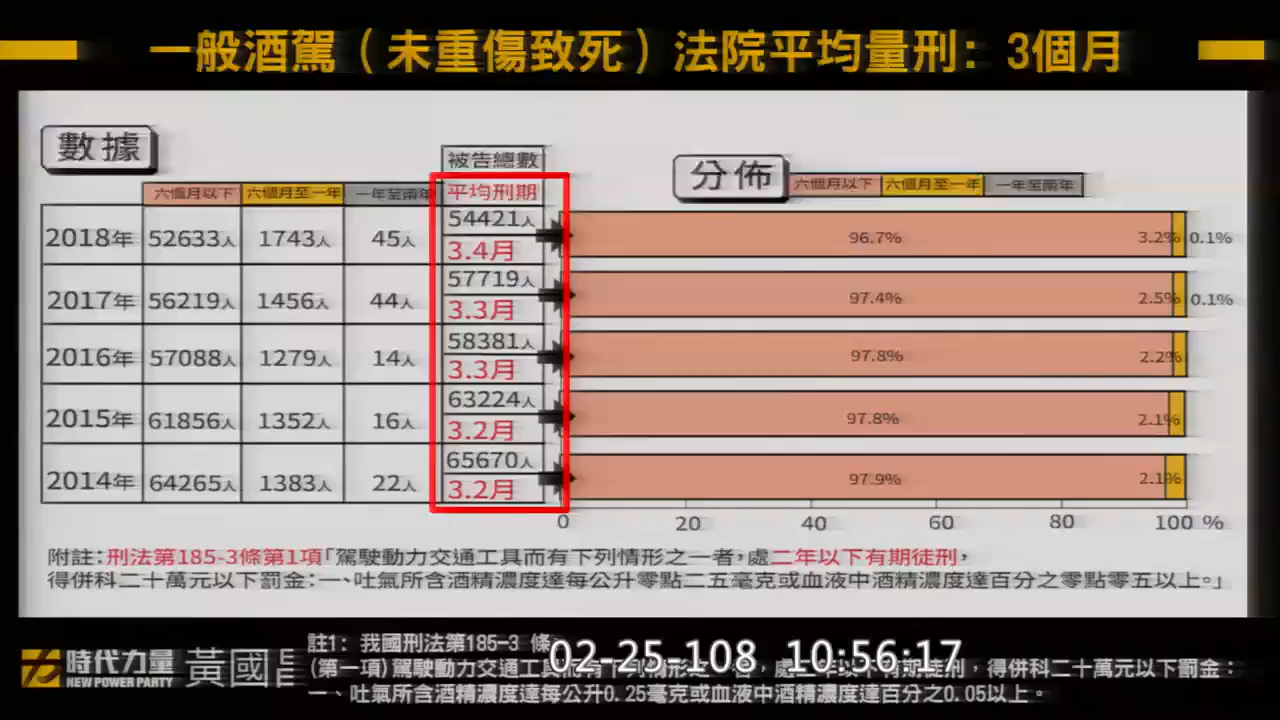 一般酒駕（未重傷致死）法院平均量刑：3個月
數據
被告總數
六個月以下 六個月至一年 一年至兩年 平均刑期
分佈 六個月以下 六個月至一年 一年至兩年
2018年 52633人 1743人 45人 54421人 3.4月 96.7% 3.2% 0.1%
2017年 56219人 1456人 44人 57719人 3.3月 97.4% 2.5% 0.1%
2016年 57088人 1279人 14人 58381人 3.3月 97.8% 2.2%
2015年 61856人 1352人 16人 63224人 3.2月 97.8% 2.1%
2014年 64265人 1383人 22人 65670人 3.2月 97.9% 2.1%
0 20 40 60 80 100 %
附註：刑法第185-3條第1項「駕駛動力交通工具而有下列情形之一者，處二年以下有期徒刑，
得併科二十萬元以下罰金：一、吐氣所含酒精濃度達每公升零點二五毫克或血液中酒精濃度達百分之零點零五以上。」
時代力量 黃國
NEW POWER PARTY
註1: 我國刑法第185-3 條
02-25-108 10:56:17
(第一項)駕駛動力交通工具而有下列情形之一者，處二年以下有期徒刑，得併科二十萬元以下罰金：
一、吐氣所含酒精濃度達每公升0.25毫克或血液中酒精濃度達百分之0.05以上。